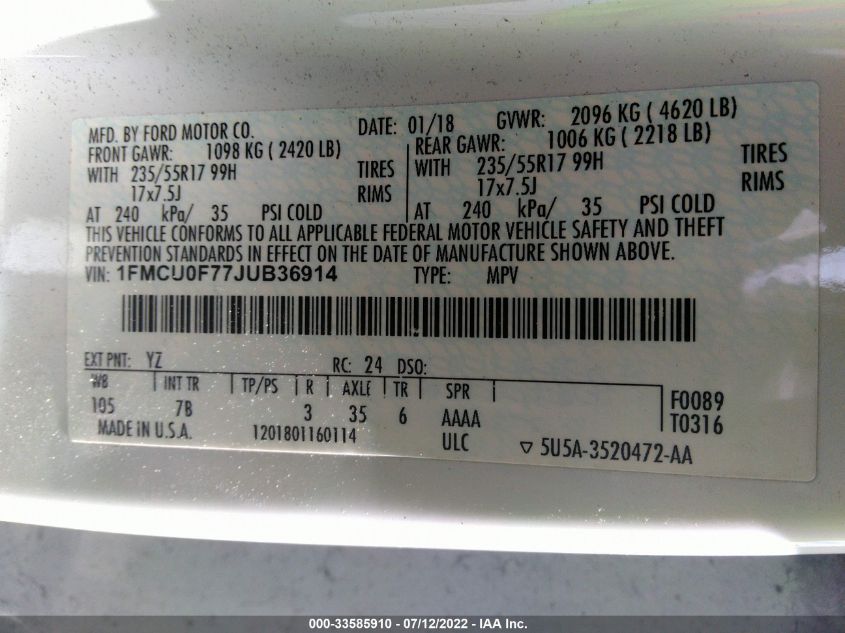 MFD. BY FORD MOTOR CO. DATE: 01/18 GVWR: 2096 KG ( 4620 LB)
FRONT GAWR: 1098 KG ( 2420 LB) REAR GAWR: 1006 KG ( 2218 LB)
WITH 235/55R17 99H TIRES WITH 235/55R17 99H TIRES
17x7.5J RIMS 17x7.5J RIMS
AT 240 kPa/ 35 PSI COLD AT 240 kPa/ 35 PSI COLD
THIS VEHICLE CONFORMS TO ALL APPLICABLE FEDERAL MOTOR VEHICLE SAFETY AND THEFT
PREVENTION STANDARDS IN EFFECT ON THE DATE OF MANUFACTURE SHOWN ABOVE.
VIN: 1FMCU0F77JUB36914 TYPE: MPV
EXT PNT: YZ RC: 24 DSO:
WB INT TR TP/PS R AXLE TR SPR F0089
105 7B 3 35 6 AAAA T0316
MADE IN U.S.A. 1201801160114 ULC ▽ 5U5A-3520472-AA
000-33585910 - 07/12/2022 - IAA Inc.